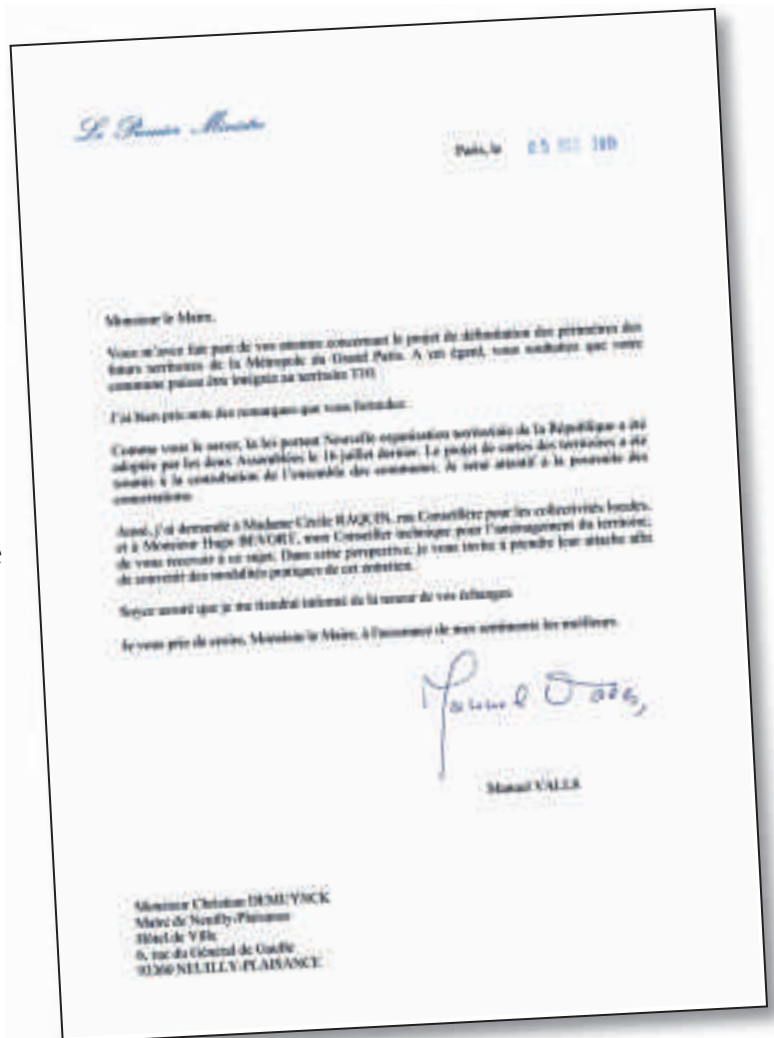 Le Premier Ministre
Paris, le 05
Monsieur le Maire,
Vous m'avez fait part de vos concernant le projet de délimitation des périmètres des
futurs territoires de la Métropole du Grand Paris. A cet égard, vous souhaitez que votre
commune puisse être intégrée au territoire T10.
J'ai bien pris note des remarques que vous formulez.
Comme vous le savez, la loi portant Nouvelle organisation territoriale de la République a été
adoptée par les deux Assemblées le 16 juillet dernier. Le projet de cartes des territoires a été
soumis à la consultation de l'ensemble des communes. Je serai attentif à la poursuite des
concertations.
Aussi, j'ai demandé à Madame Cécile RAQUIN, ma Conseillère pour les collectivités locales,
et à Monsieur Hugo BEVORT, mon Conseiller technique pour l'aménagement du territoire,
de vous recevoir à ce sujet. Dans cette perspective, je vous invite à prendre leur attache afin
de convenir des modalités pratiques de cet entretien.
Soyez assuré que je me tiendrai informé de la teneur de vos échanges.
Je vous prie de croire, Monsieur le Maire, à l'assurance de mes sentiments les meilleurs.
Manuel Valls
Manuel VALLS
Monsieur Christian DEMUYNCK
Maire de Neuilly-Plaisance
Hôtel de Ville
6, rue du Général de Gaulle
93360 NEUILLY-PLAISANCE